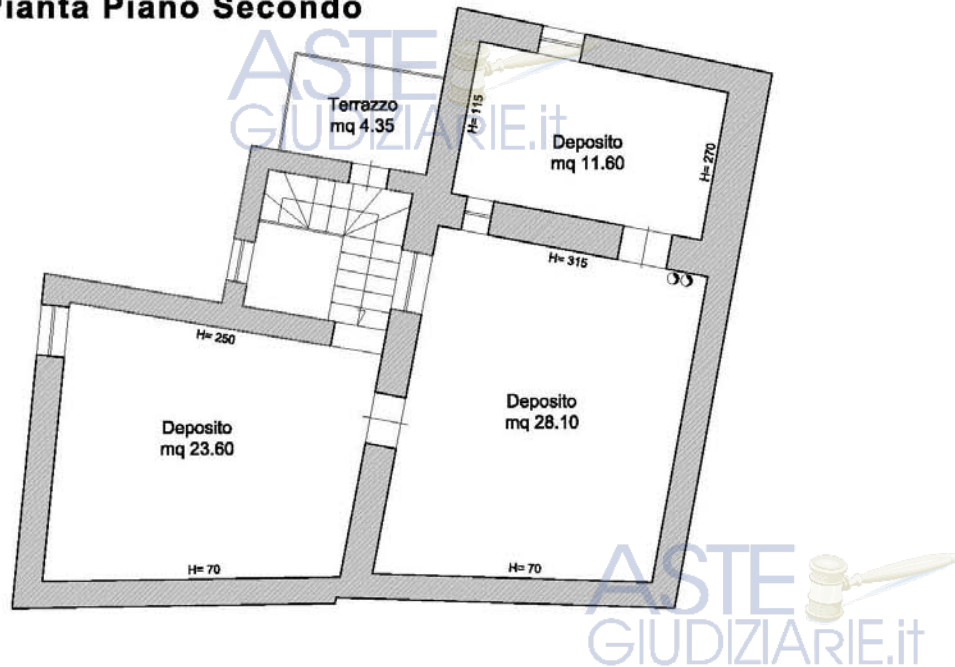 Pianta Piano Secondo
ASTE
GIUDIZIARIE.it
Terrazzo
mq 4.35
H= 115
Deposito
mq 11.60
H= 270
H= 315
H= 250
Deposito
mq 28.10
Deposito
mq 23.60
H= 70
H= 70
ASTE
GIUDIZIARIE.it